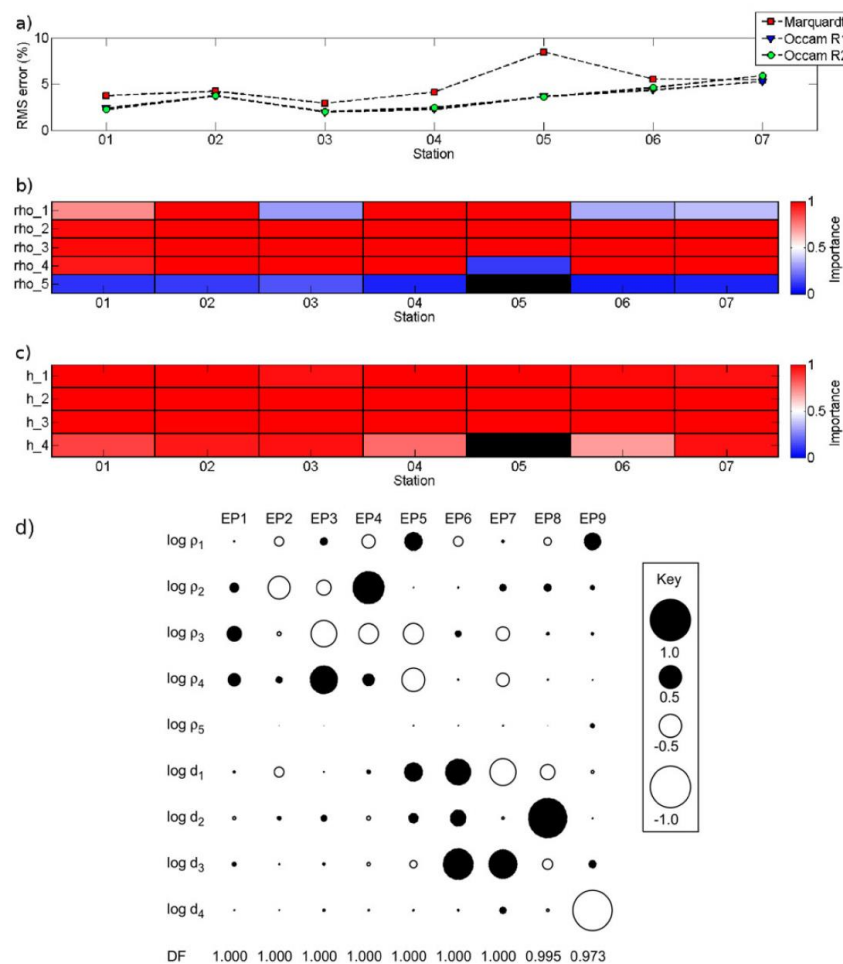 a)
10
5
0
RMS error (%)
01 02 03 04 05 06 07
Station
Marquardt
Occam R1
Occam R2
b)
rho_1
rho_2
rho_3
rho_4
rho_5
01 02 03 04 05 06 07
Station
1
0.5
0
Importance
c)
h_1
h_2
h_3
h_4
01 02 03 04 05 06 07
Station
1
0.5
0
Importance
d)
EP1 EP2 EP3 EP4 EP5 EP6 EP7 EP8 EP9
log ρ1
log ρ2
log ρ3
log ρ4
log ρ5
log d1
log d2
log d3
log d4
DF 1.000 1.000 1.000 1.000 1.000 1.000 1.000 0.995 0.973
Key
1.0
0.5
-0.5
-1.0